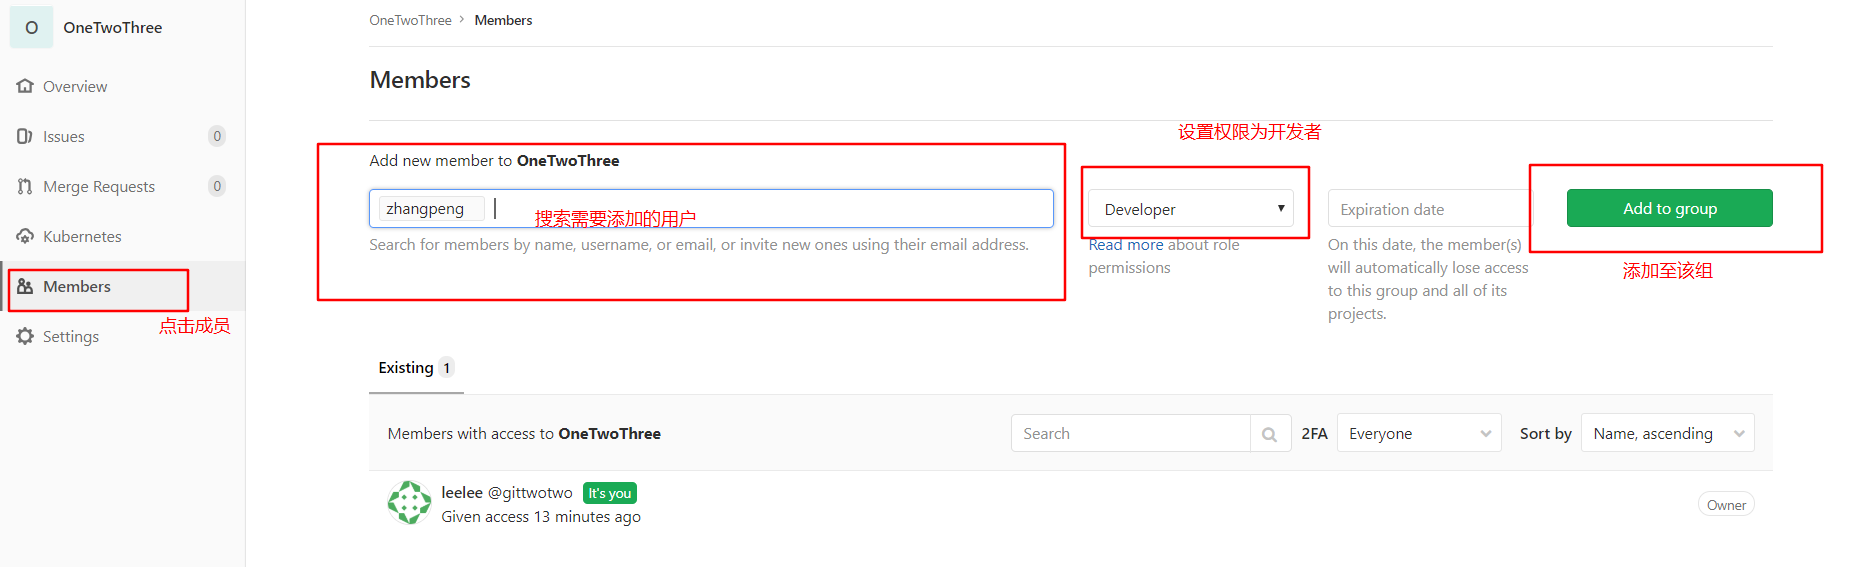 O OneTwoThree
Overview
Issues 0
Merge Requests 0
Kubernetes
Members
点击成员
Settings
OneTwoThree > Members
Members
设置权限为开发者
Add new member to OneTwoThree
zhangpeng
搜索需要添加的用户
Search for members by name, username, or email, or invite new ones using their email address.
Developer
Read more about role
permissions
Expiration date
On this date, the member(s)
will automatically lose access
to this group and all of its
projects.
Add to group
添加至该组
Existing 1
Members with access to OneTwoThree
Search
2FA Everyone
Sort by Name, ascending
leelee @gittwotwo It's you
Given access 13 minutes ago
Owner